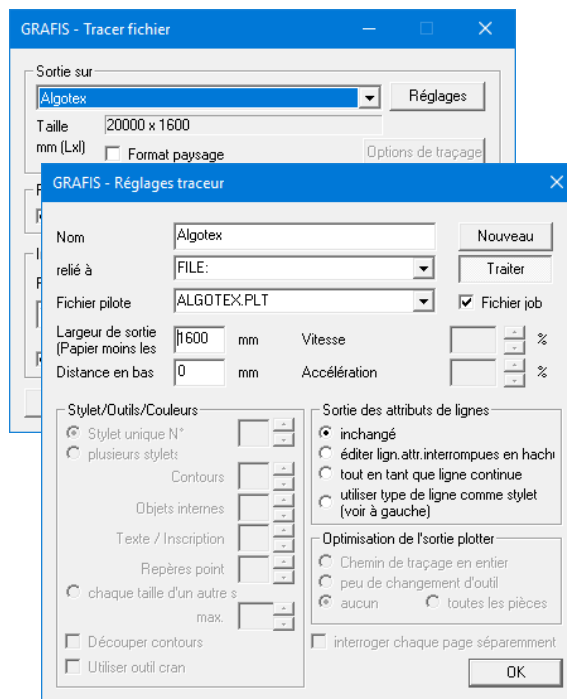 GRAFIS - Tracer fichier
Sortie sur
Algotex
Réglages
Taille
mm (Lxl)
20000 x 1600
Format paysage
Options de traçage
GRAFIS - Réglages traceur
Nom
Algotex
Nouveau
relié à
FILE:
Traiter
Fichier pilote
ALGOTEX.PLT
Fichier job
Largeur de sortie
(Papier moins les
1600
mm
Vitesse
%
Distance en bas
0
mm
Accélération
%
Stylet/Outils/Couleurs
Stylet unique N°
plusieurs stylets
Contours
Objets internes
Texte / Inscription
Repères point
chaque taille d'un autre s
max.
Découper contours
Utiliser outil cran
Sortie des attributs de lignes
inchangé
éditer lign.attr.interrompues en hachu
tout en tant que ligne continue
utiliser type de ligne comme stylet
(voir à gauche)
Optimisation de l'sortie plotter
Chemin de traçage en entier
peu de changement d'outil
aucun
toutes les pièces
interroger chaque page séparemment
OK